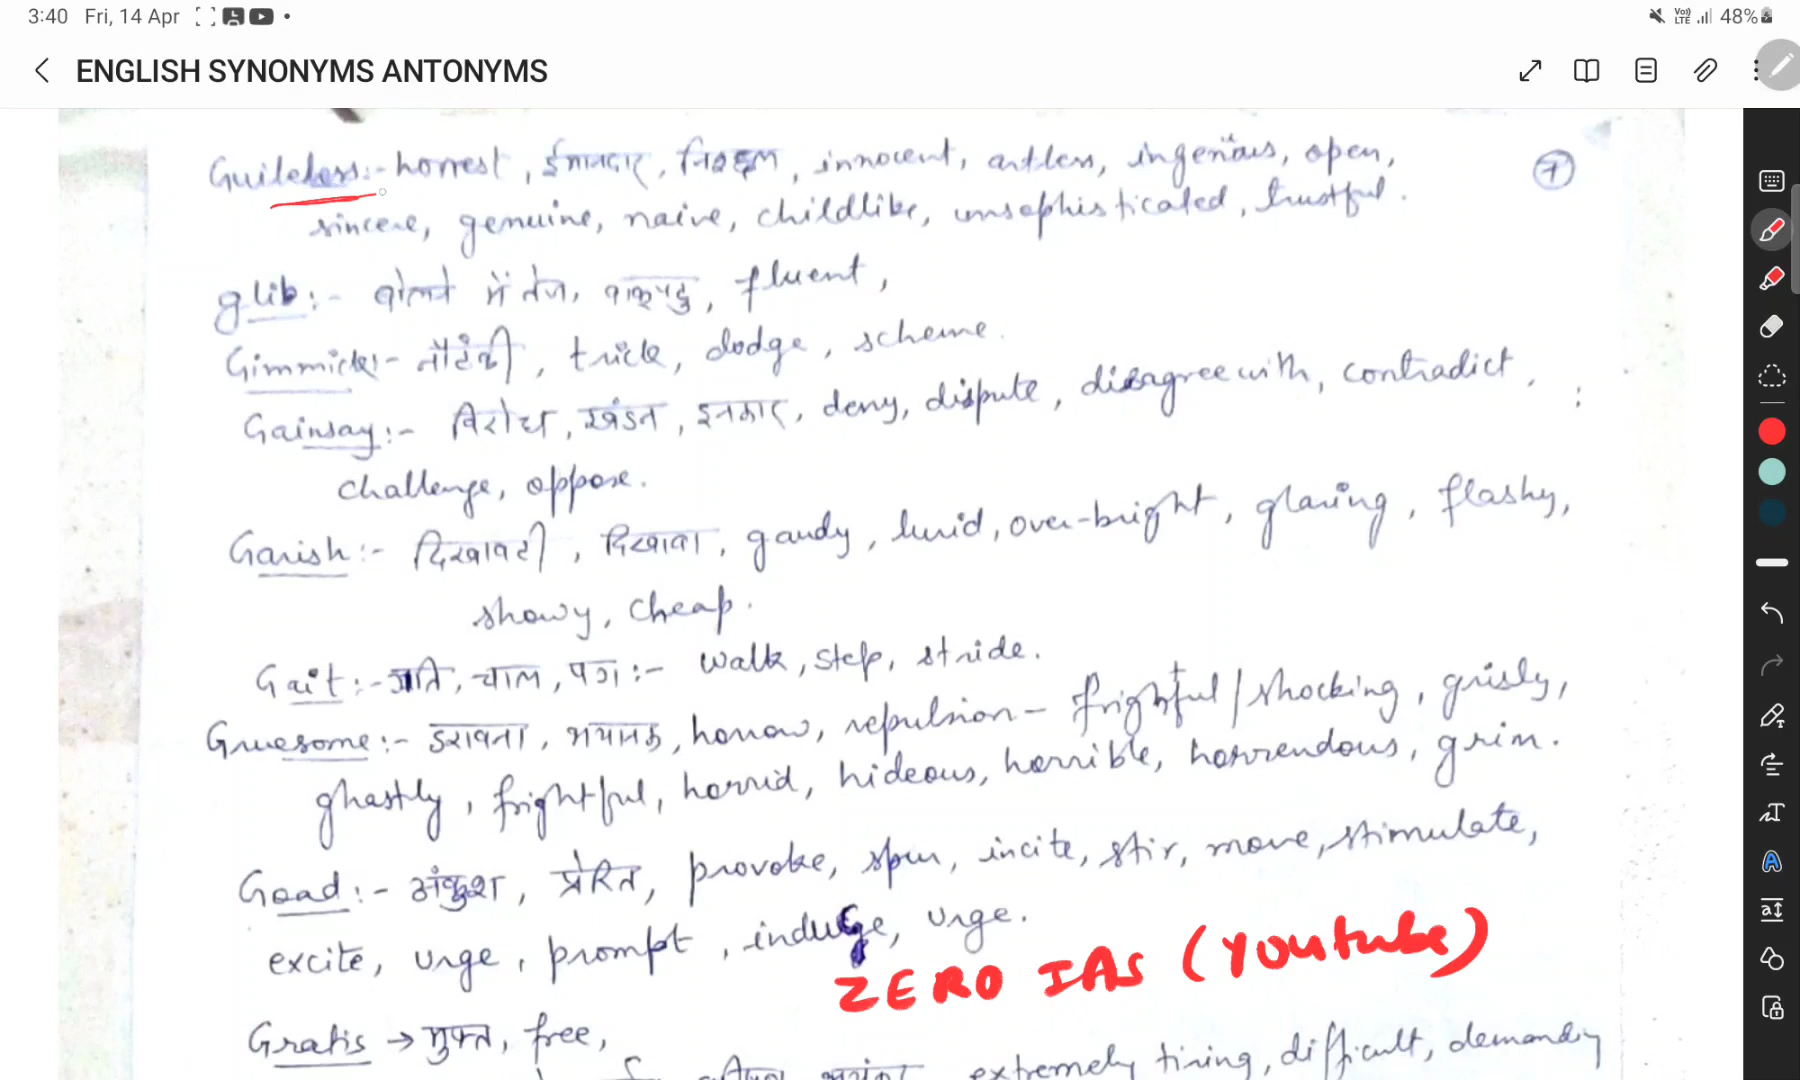 3:40 Fri, 14 Apr 48%
ENGLISH SYNONYMS ANTONYMS
Guileless:- honest, ईमानदार, निश्छल, innocent, artless, ingenous, open, 7
sincere, genuine, naive, childlike, unsophisticated, trustful.
glib:- बोलने में तेज, वाकपटु, fluent,
Gimmick:- नौटंकी, trick, dodge, scheme.
Gainsay:- विरोध, खंडन, इनकार, deny, dispute, disagree with, contradict,
challenge, oppose.
Garish:- दिखावटी, दिखावा, gaudy, lurid, over-bright, glaring, flashy,
showy, cheap.
Gait:- गति, चाल, पग:- walk, step, stride.
Gruesome:- डरावना, भयानक, horror, repulsion- frightful/shocking, grisly,
ghastly, frightful, horrid, hideous, horrible, horrendous, grim.
Goad:- अंकुश, प्रेरित, provoke, spur, incite, stir, move, stimulate,
excite, urge, prompt, induce, urge.
ZERO IAS (Youtube)
Gratis → मुफ्त, free,
extremely tiring, difficult, demanding